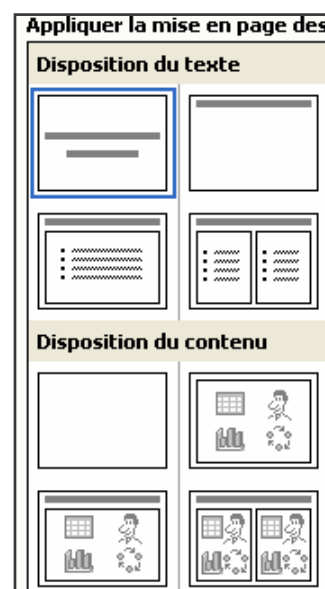 Appliquer la mise en page des
Disposition du texte
Disposition du contenu